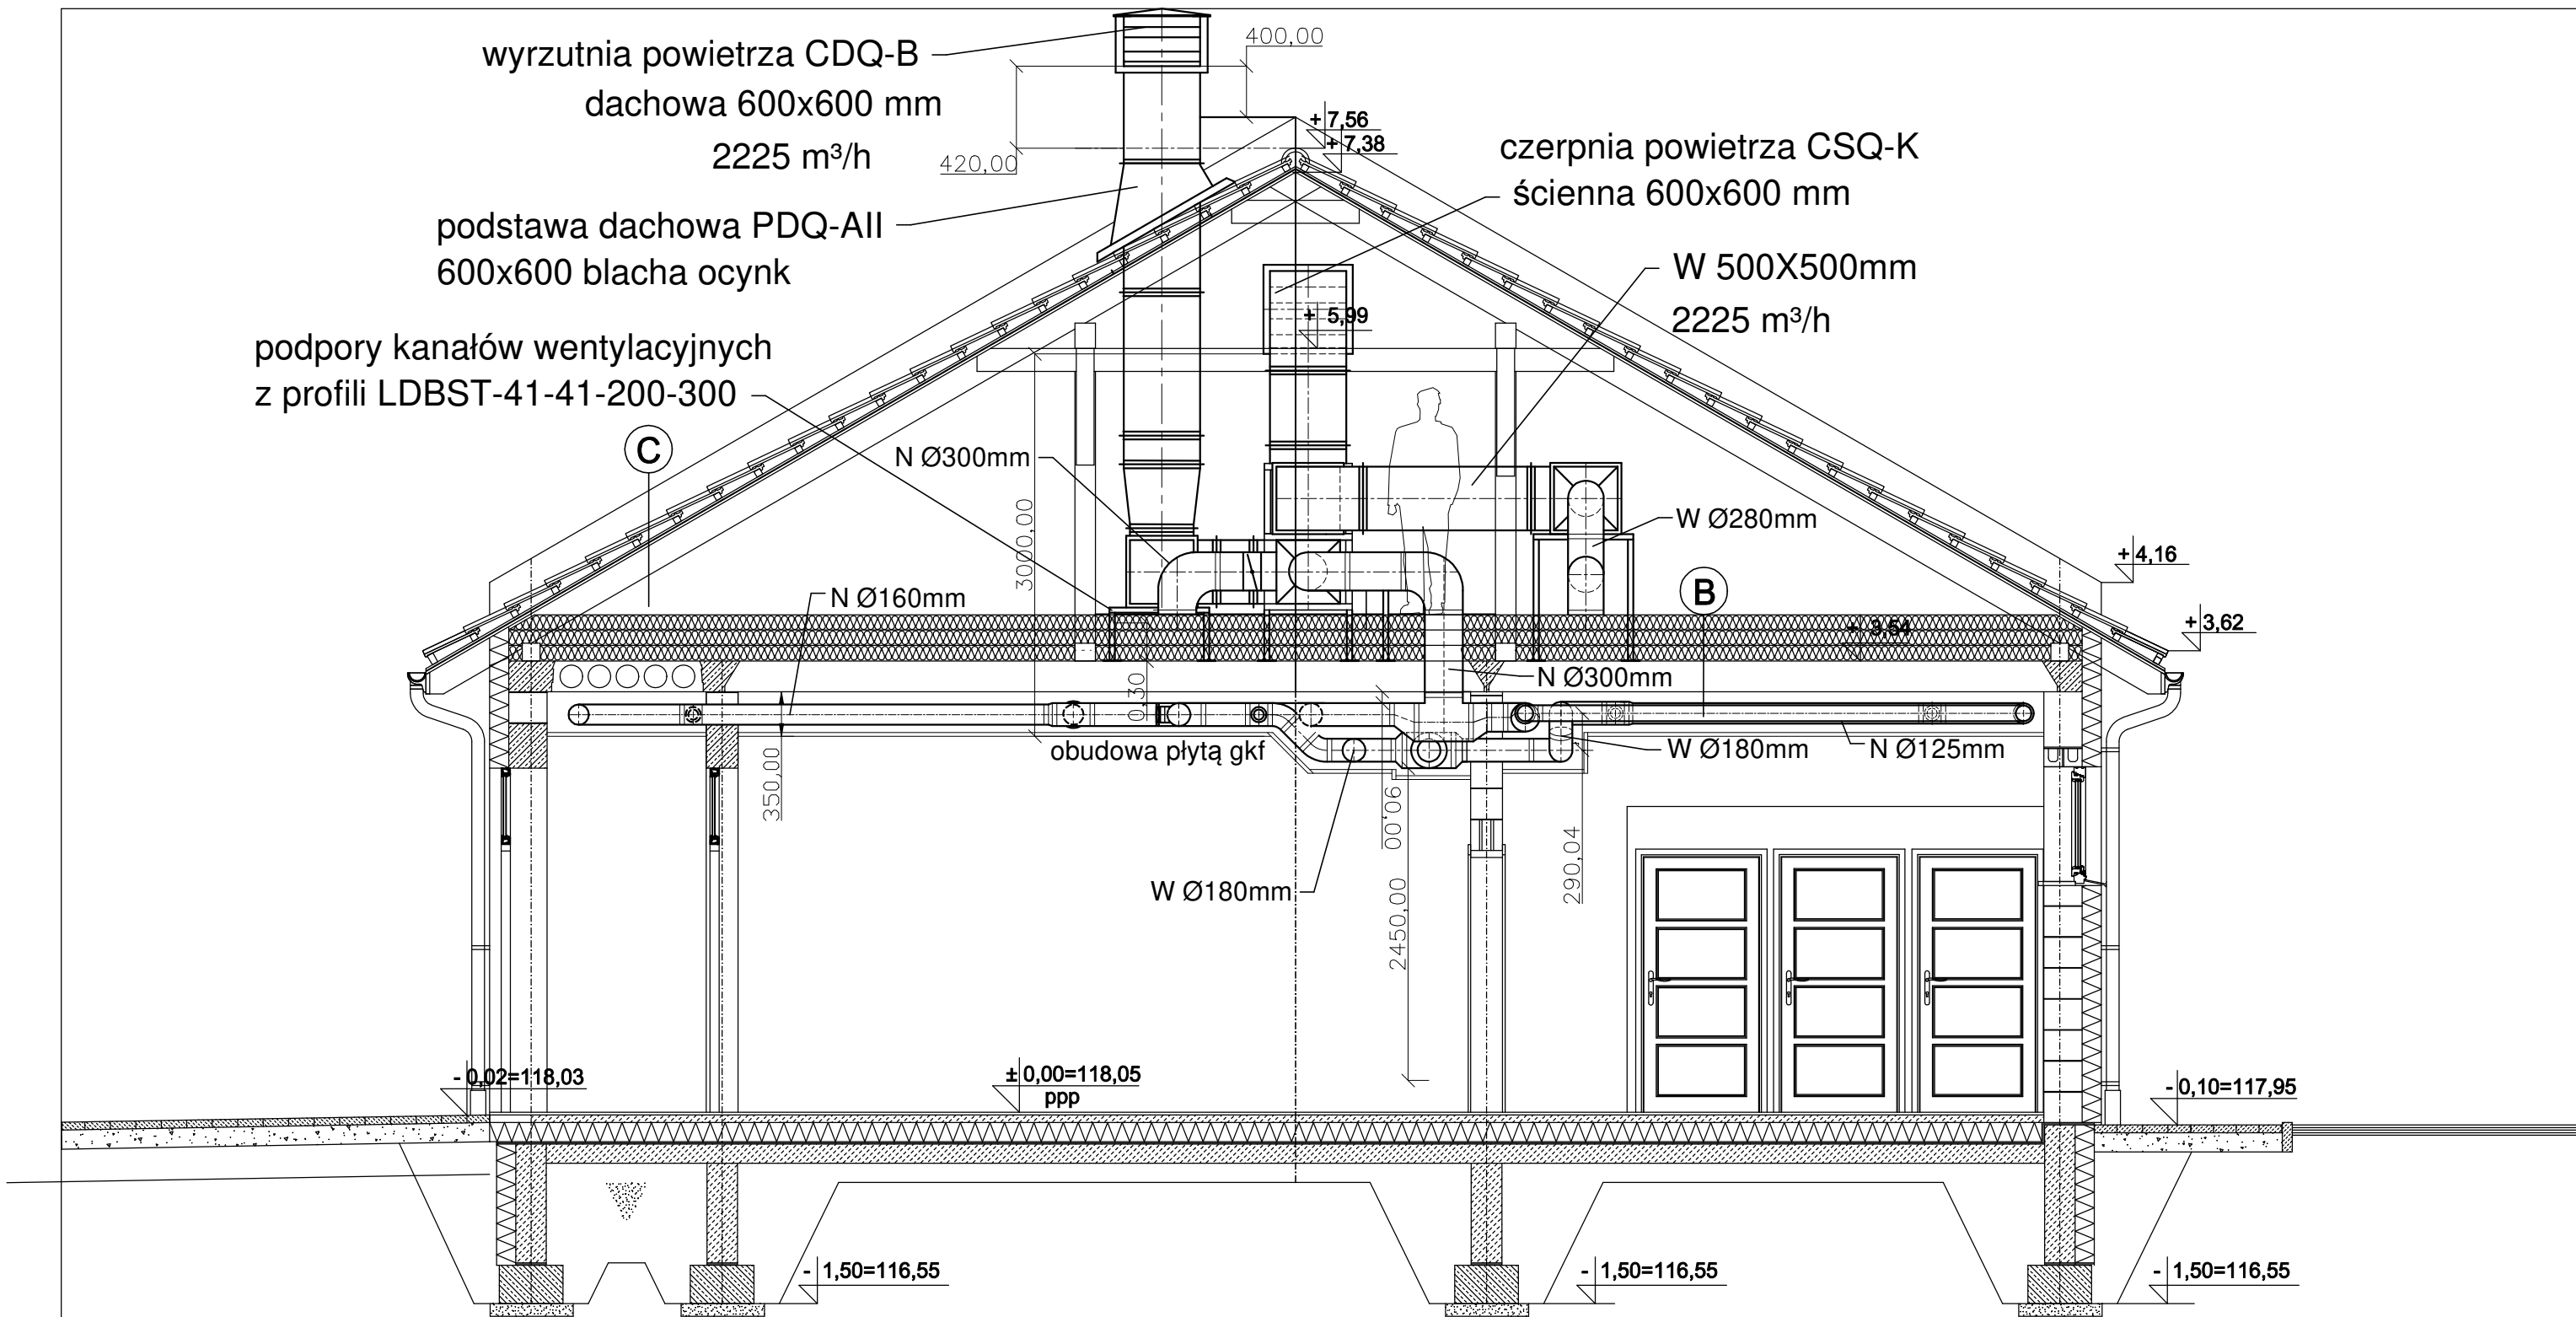 wyrzutnia powietrza CDQ-B
dachowa 600x600 mm
2225 m³/h
400,00
420,00
+ 7,56
+ 7,38
czerpnia powietrza CSQ-K
ścienna 600x600 mm
podstawa dachowa PDQ-AII
600x600 blacha ocynk
W 500X500mm
2225 m³/h
+ 5,99
podpory kanałów wentylacyjnych
z profili LDBST-41-41-200-300
C
N Ø300mm
3000,00
W Ø280mm
+ 4,16
N Ø160mm
B
+ 3,62
+ 3,54
N Ø300mm
0,30
350,00
obudowa płytą gkf
W Ø180mm
N Ø125mm
90,00
290,04
W Ø180mm
2450,00
- 0,02=118,03
± 0,00=118,05
ppp
- 0,10=117,95
- 1,50=116,55
- 1,50=116,55
- 1,50=116,55